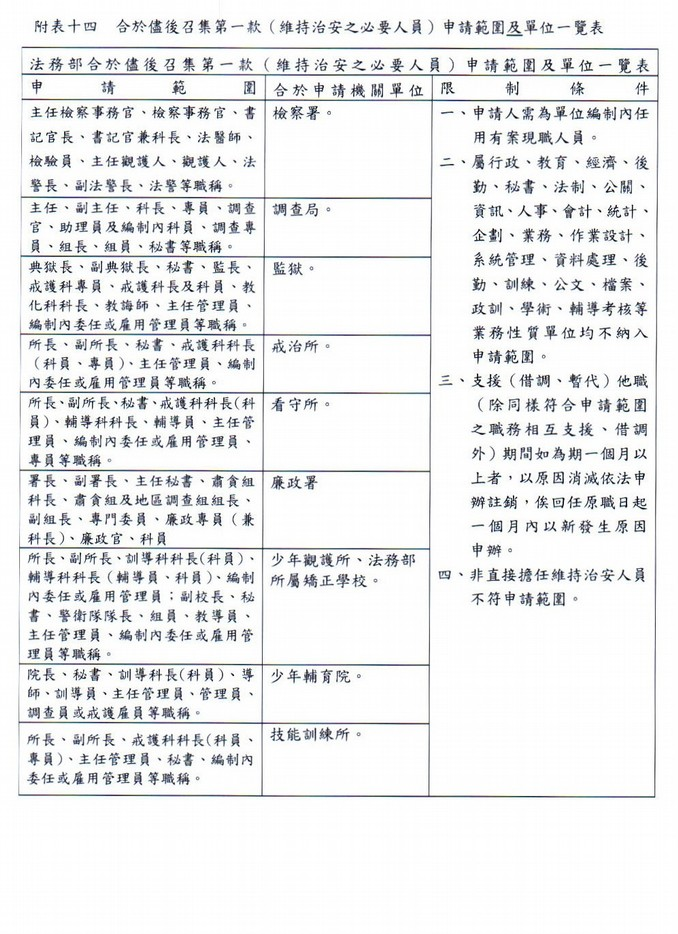 附表十四　合於儘後召集第一款（維持治安之必要人員）申請範圍及單位一覽表
法務部合於儘後召集第一款（維持治安之必要人員）申請範圍及單位一覽表
申請範圍
合於申請機關單位
限制條件
主任檢察事務官、檢察事務官、書
記官長、書記官兼科長、法醫師、
檢驗員、主任觀護人、觀護人、法
警長、副法警長、法警等職稱。
檢察署。
主任、副主任、科長、專員、調查
官、助理員及編制內科員、調查專
員、組長、組員、秘書等職稱。
調查局。
典獄長、副典獄長、秘書、監長、
戒護科專員、戒護科長及科員、教
化科科長、教誨師、主任管理員、
編制內委任或雇用管理員等職稱。
監獄。
所長、副所長、秘書、戒護科科長
（科員、專員）、主任管理員、編制
內委任或雇用管理員等職稱。
戒治所。
所長、副所長、秘書、戒護科科長(科
員)、輔導科科長、輔導員、主任管
理員、編制內委任或雇用管理員、
專員等職稱。
看守所。
署長、副署長、主任秘書、肅貪組
科長、肅貪組及地區調查組組長、
副組長、專門委員、廉政專員（兼
科長)、廉政官、科員
廉政署
所長、副所長、訓導科科長(科員)、
輔導科科長（輔導員、科員）、編制
內委任或雇用管理員；副校長、秘
書、警衛隊隊長、組員、教導員、
主任管理員、編制內委任或雇用管
理員等職稱。
少年觀護所、法務部
所屬矯正學校。
院長、秘書、訓導科長(科員)、導
師、訓導員、主任管理員、管理員、
調查員或戒護雇員等職稱。
少年輔育院。
所長、副所長、戒護科科長(科員、
專員)、主任管理員、秘書、編制內
委任或雇用管理員等職稱。
技能訓練所。
一、申請人需為單位編制內任
用有案現職人員。
二、屬行政、教育、經濟、後
勤、秘書、法制、公關、
資訊、人事、會計、統計、
企劃、業務、作業設計、
系統管理、資料處理、後
勤、訓練、公文、檔案、
政訓、學術、輔導考核等
業務性質單位均不納入
申請範圍。
三、支援（借調、暫代）他職
（除同樣符合申請範圍
之職務相互支援、借調
外）期間如為期一個月以
上者，以原因消滅依法申
辦註銷，俟回任原職日起
一個月內以新發生原因
申辦。
四、非直接擔任維持治安人員
不符申請範圍。